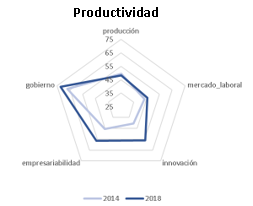 Productividad
producción
75
65
55
45
35
25
gobierno
mercado_laboral
empresariabilidad
innovación
2014
2018